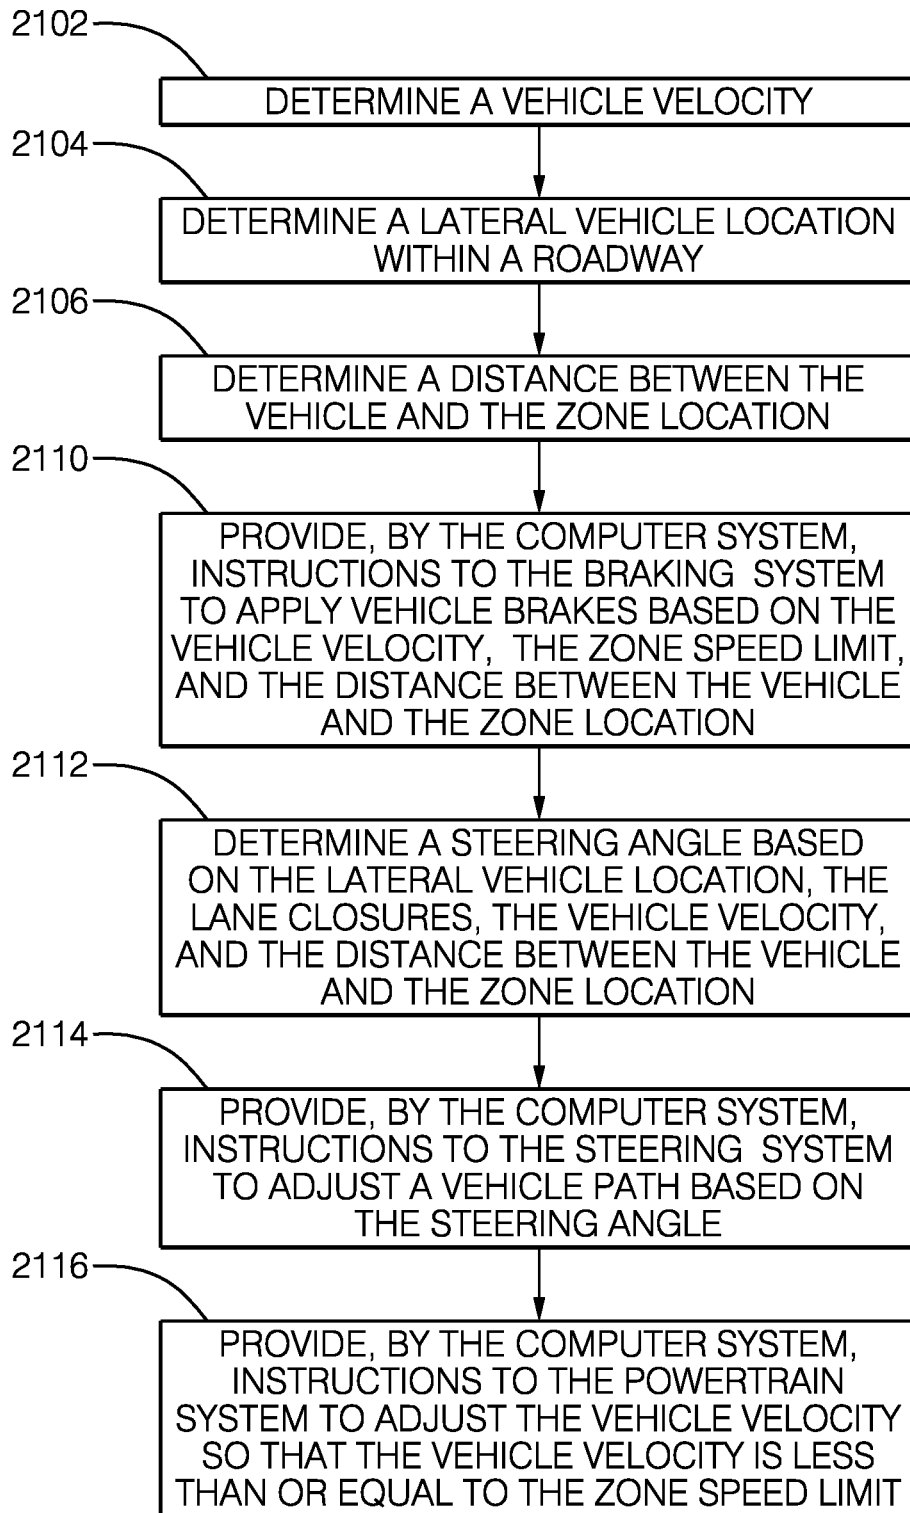 2102
DETERMINE A VEHICLE VELOCITY
2104
DETERMINE A LATERAL VEHICLE LOCATION
WITHIN A ROADWAY
2106
DETERMINE A DISTANCE BETWEEN THE
VEHICLE AND THE ZONE LOCATION
2110
PROVIDE, BY THE COMPUTER SYSTEM,
INSTRUCTIONS TO THE BRAKING SYSTEM
TO APPLY VEHICLE BRAKES BASED ON THE
VEHICLE VELOCITY, THE ZONE SPEED LIMIT,
AND THE DISTANCE BETWEEN THE VEHICLE
AND THE ZONE LOCATION
2112
DETERMINE A STEERING ANGLE BASED
ON THE LATERAL VEHICLE LOCATION, THE
LANE CLOSURES, THE VEHICLE VELOCITY,
AND THE DISTANCE BETWEEN THE VEHICLE
AND THE ZONE LOCATION
2114
PROVIDE, BY THE COMPUTER SYSTEM,
INSTRUCTIONS TO THE STEERING SYSTEM
TO ADJUST A VEHICLE PATH BASED ON
THE STEERING ANGLE
2116
PROVIDE, BY THE COMPUTER SYSTEM,
INSTRUCTIONS TO THE POWERTRAIN
SYSTEM TO ADJUST THE VEHICLE VELOCITY
SO THAT THE VEHICLE VELOCITY IS LESS
THAN OR EQUAL TO THE ZONE SPEED LIMIT